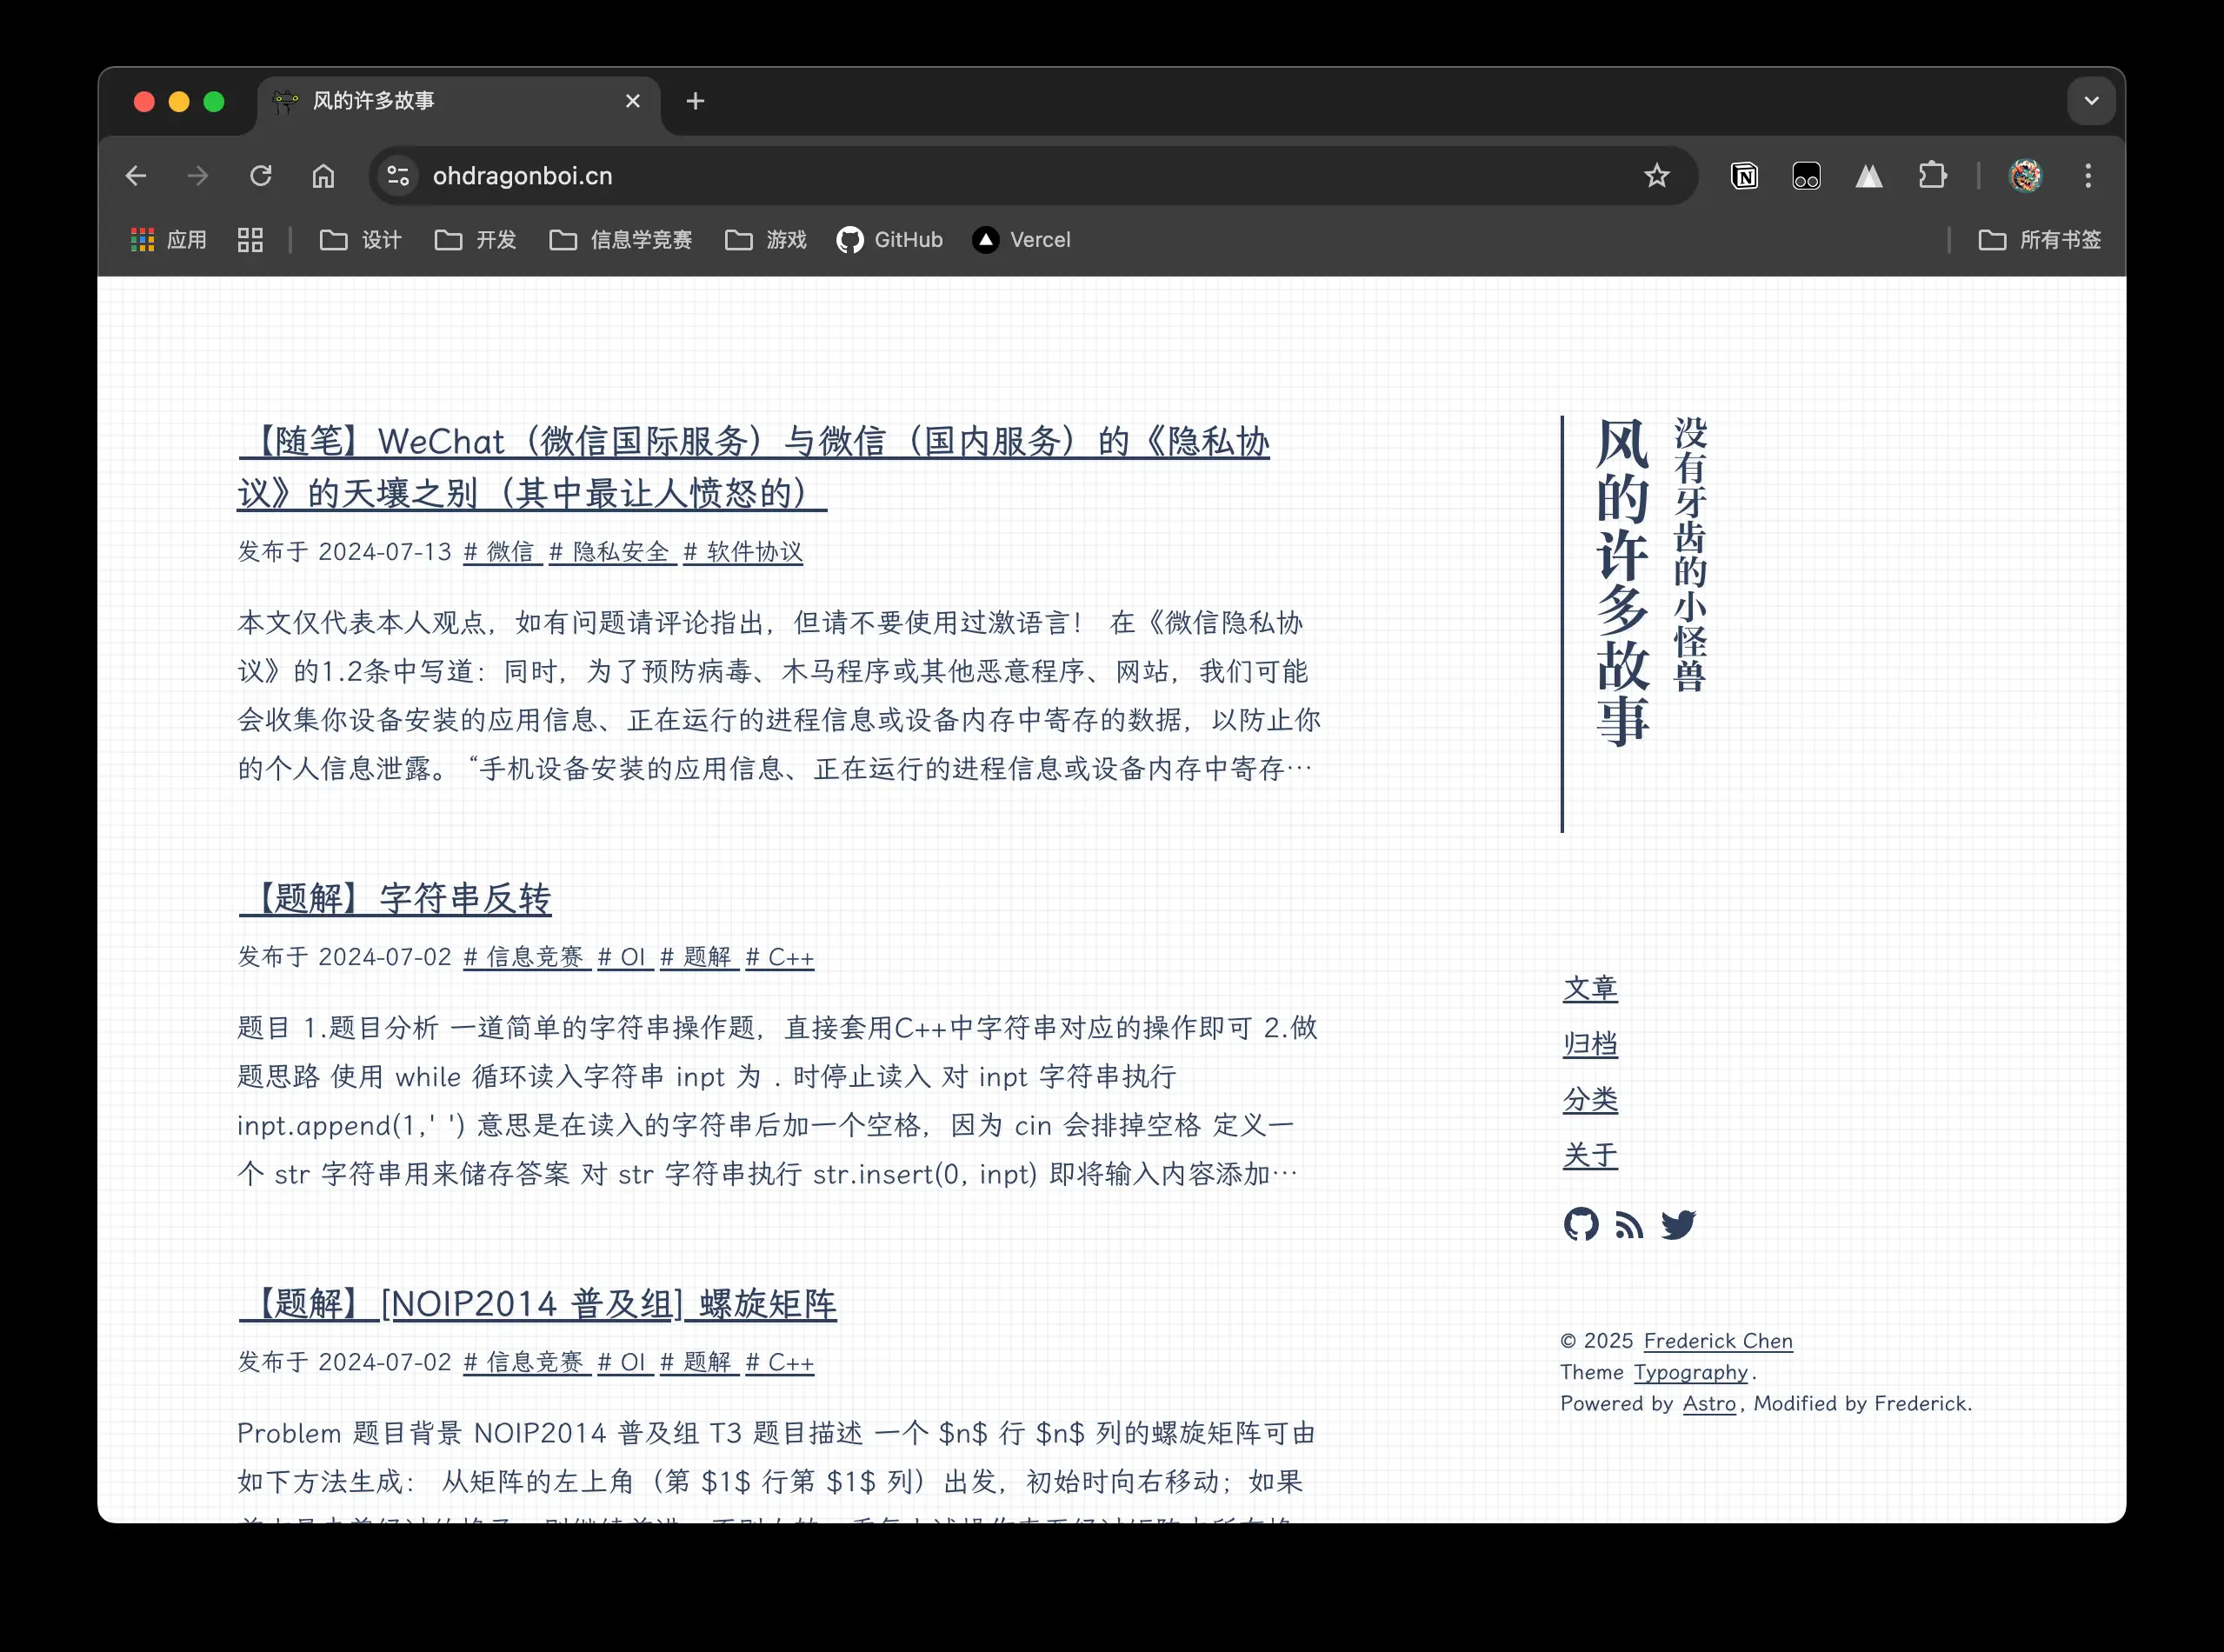 风的许多故事
ohdragonboi.cn
应用 设计 开发 信息学竞赛 游戏 GitHub Vercel 所有书签
【随笔】WeChat（微信国际服务）与微信（国内服务）的《隐私协
议》的天壤之别（其中最让人愤怒的）
发布于 2024-07-13 # 微信 # 隐私安全 # 软件协议
本文仅代表本人观点，如有问题请评论指出，但请不要使用过激语言！ 在《微信隐私协
议》的1.2条中写道：同时，为了预防病毒、木马程序或其他恶意程序、网站，我们可能
会收集你设备安装的应用信息、正在运行的进程信息或设备内存中寄存的数据，以防止你
的个人信息泄露。 “手机设备安装的应用信息、正在运行的进程信息或设备内存中寄存…
【题解】字符串反转
发布于 2024-07-02 # 信息竞赛 # OI # 题解 # C++
题目 1.题目分析 一道简单的字符串操作题，直接套用C++中字符串对应的操作即可 2.做
题思路 使用 while 循环读入字符串 inpt 为 . 时停止读入 对 inpt 字符串执行
inpt.append(1,' ') 意思是在读入的字符串后加一个空格，因为 cin 会排掉空格 定义一
个 str 字符串用来储存答案 对 str 字符串执行 str.insert(0, inpt) 即将输入内容添加…
【题解】[NOIP2014 普及组] 螺旋矩阵
发布于 2024-07-02 # 信息竞赛 # OI # 题解 # C++
Problem 题目背景 NOIP2014 普及组 T3 题目描述 一个 $n$ 行 $n$ 列的螺旋矩阵可由
如下方法生成： 从矩阵的左上角（第 $1$ 行第 $1$ 列）出发，初始时向右移动；如果
风的许多故事
没有牙齿的小怪兽
文章
归档
分类
关于
© 2025 Frederick Chen
Theme Typography.
Powered by Astro, Modified by Frederick.